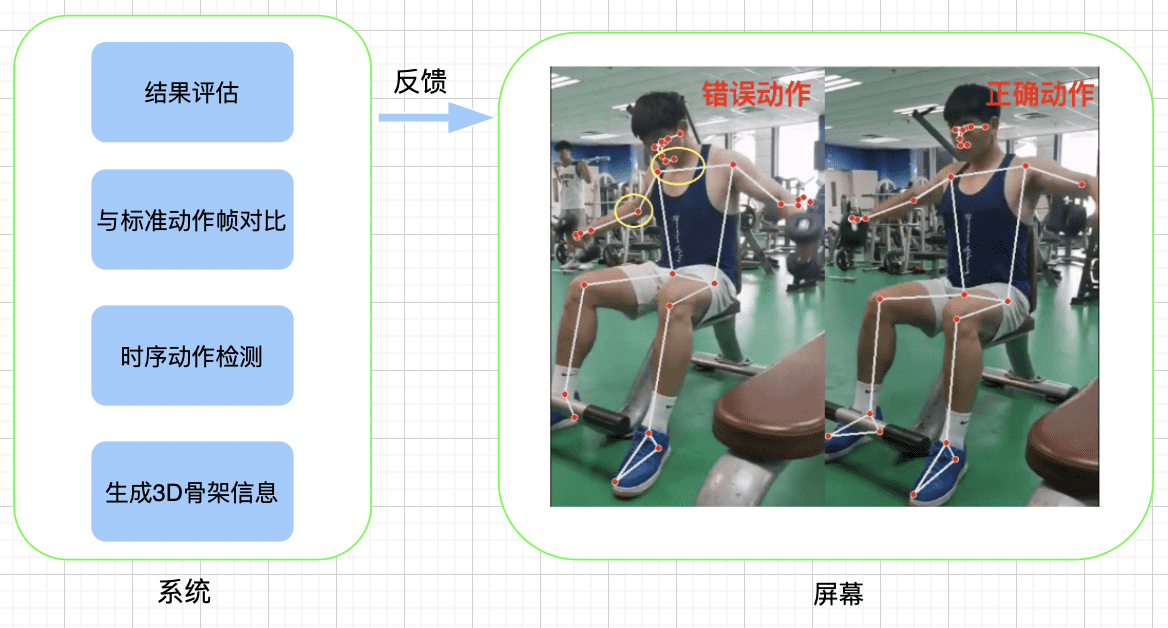 结果评估
与标准动作帧对比
时序动作检测
生成3D骨架信息
系统
反馈
错误动作
正确动作
屏幕